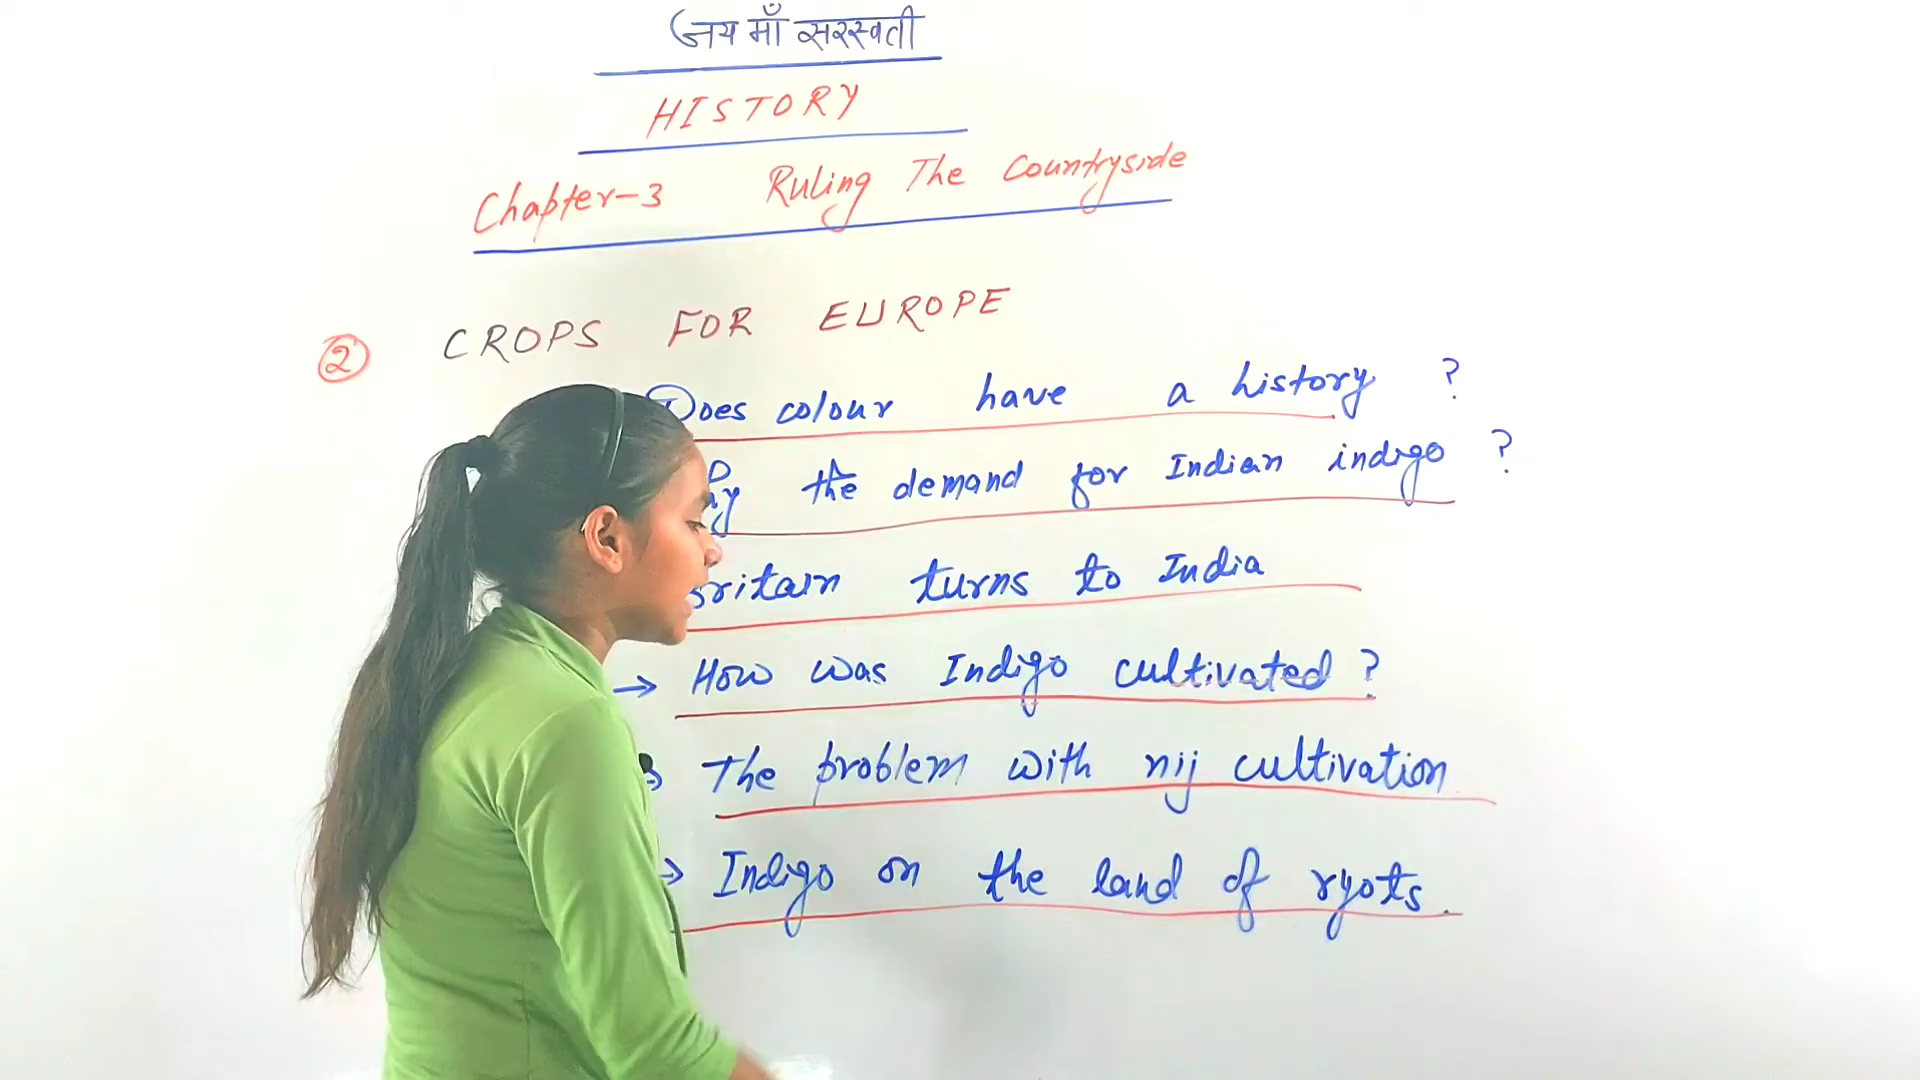 जय माँ सरस्वती
HISTORY
Chapter-3 Ruling The Countryside
② CROPS FOR EUROPE
Does colour have a history ?
the demand for Indian indigo ?
turns to India
→ How was Indigo cultivated ?
The problem with nij cultivation
→ Indigo on the land of ryots.